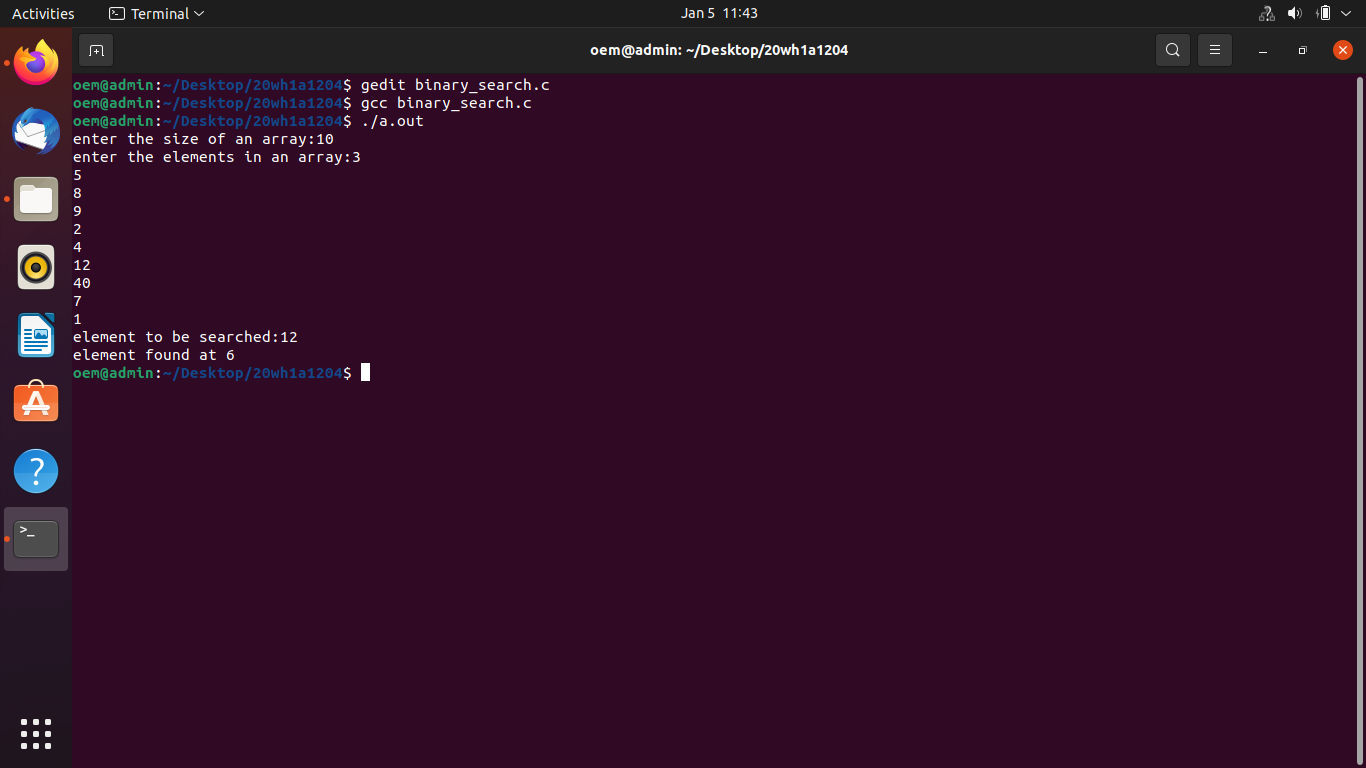 Activities
Terminal
Jan 5 11:43
oem@admin: ~/Desktop/20wh1a1204
oem@admin:~/Desktop/20wh1a1204$ gedit binary_search.c
oem@admin:~/Desktop/20wh1a1204$ gcc binary_search.c
oem@admin:~/Desktop/20wh1a1204$ ./a.out
enter the size of an array:10
enter the elements in an array:3
5
8
9
2
4
12
40
7
1
element to be searched:12
element found at 6
oem@admin:~/Desktop/20wh1a1204$